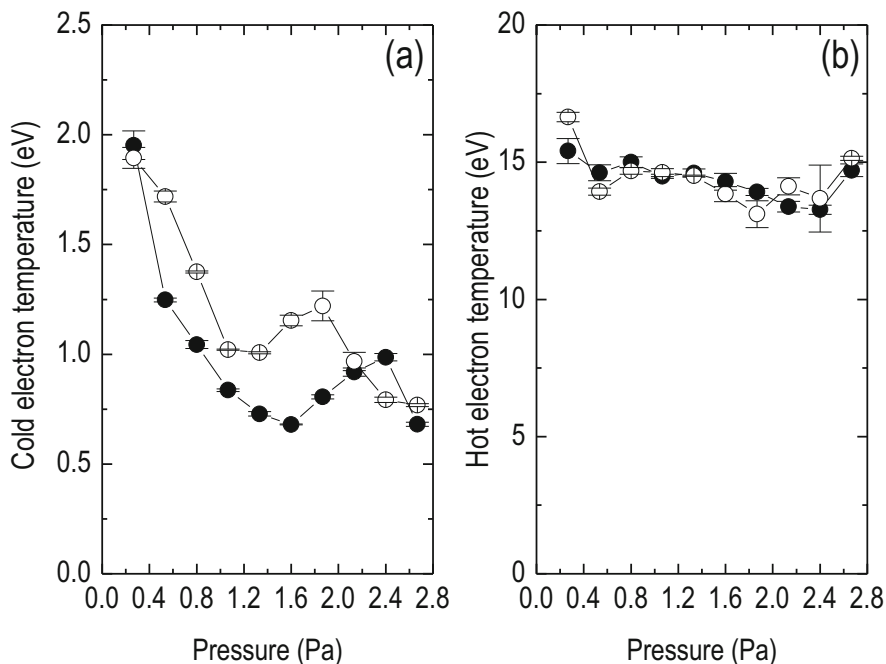 (a)
Cold electron temperature (eV)
2.5
2.0
1.5
1.0
0.5
0.0
0.0 0.4 0.8 1.2 1.6 2.0 2.4 2.8
Pressure (Pa)
(b)
Hot electron temperature (eV)
20
15
10
5
0
0.0 0.4 0.8 1.2 1.6 2.0 2.4 2.8
Pressure (Pa)